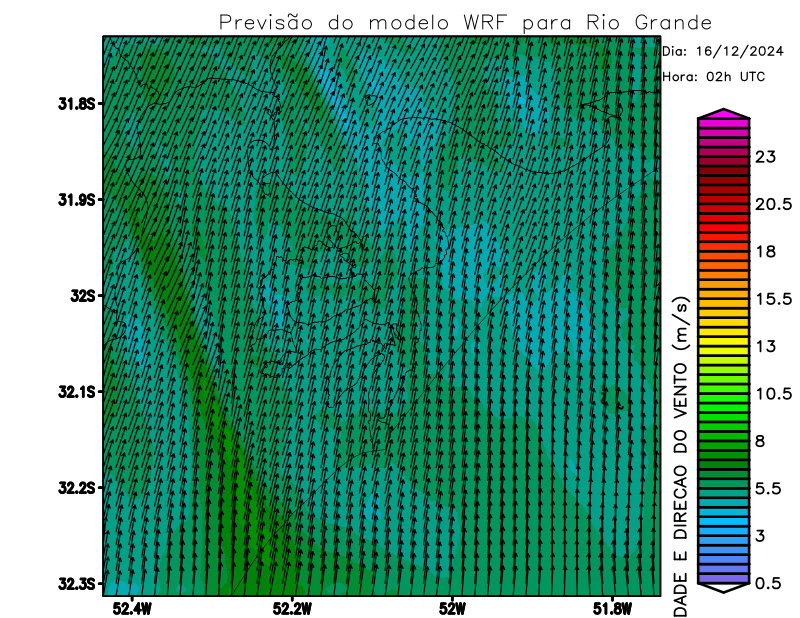 Previsão do modelo WRF para Rio Grande
Dia: 16/12/2024
Hora: 02h UTC
31.8S
31.9S
32S
32.1S
32.2S
32.3S
52.4W
52.2W
52W
51.8W
23
20.5
18
15.5
13
10.5
8
5.5
3
0.5
DADE E DIRECAO DO VENTO (m/s)